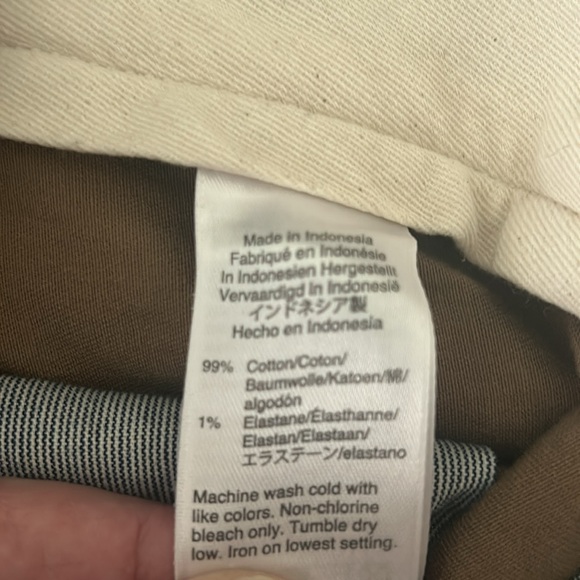 Made in Indonesia
Fabriqué en Indonésie
In Indonesien Hergestellt
Vervaardigd In Indonesië
インドネシア製
Hecho en Indonesia
99% Cotton/Coton/
Baumwolle/Katoen/綿/
algodón
1% Elastane/Élasthanne/
Elastan/Elastaan/
エラステーン/elastano
Machine wash cold with
like colors. Non-chlorine
bleach only. Tumble dry
low. Iron on lowest setting.